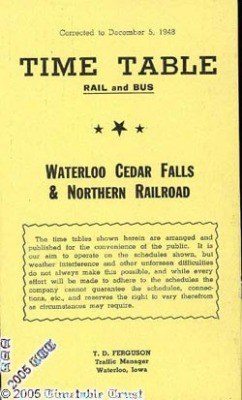 Corrected to December 5, 1948
TIME TABLE
RAIL and BUS
WATERLOO CEDAR FALLS
& NORTHERN RAILROAD
The time tables shown herein are arranged and
published for the convenience of the public. It is
our aim to operate on the schedules shown, but
weather interference and other unforseen difficulties
do not always make this possible, and while every
effort will be made to adhere to the schedules the
company cannot guarantee the schedules, connec-
tions, etc., and reserves the right to vary therefrom
as circumstances may require.
T. D. FERGUSON
Traffic Manager
Waterloo, Iowa
© 2005 Timetable Trust
2005